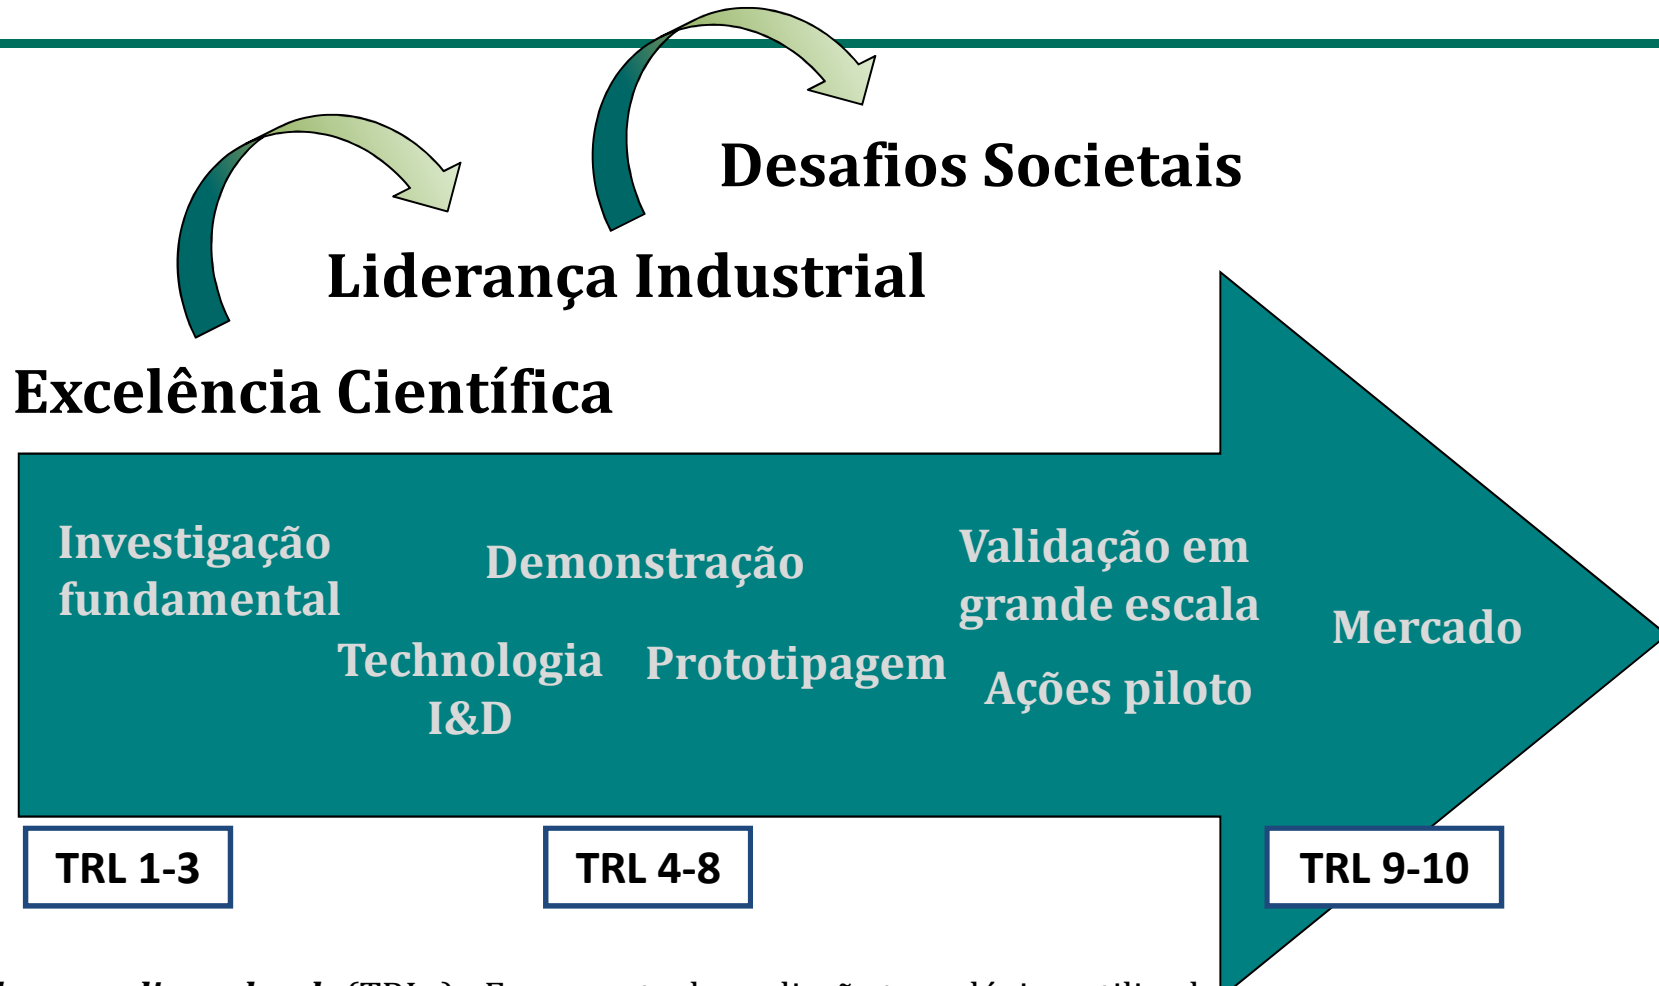 Desafios Societais
Liderança Industrial
Excelência Científica
Investigação
fundamental
Demonstração
Validação em
grande escala
Mercado
Technologia
I&D
Prototipagem
Ações piloto
TRL 1-3
TRL 4-8
TRL 9-10
(TRLs)